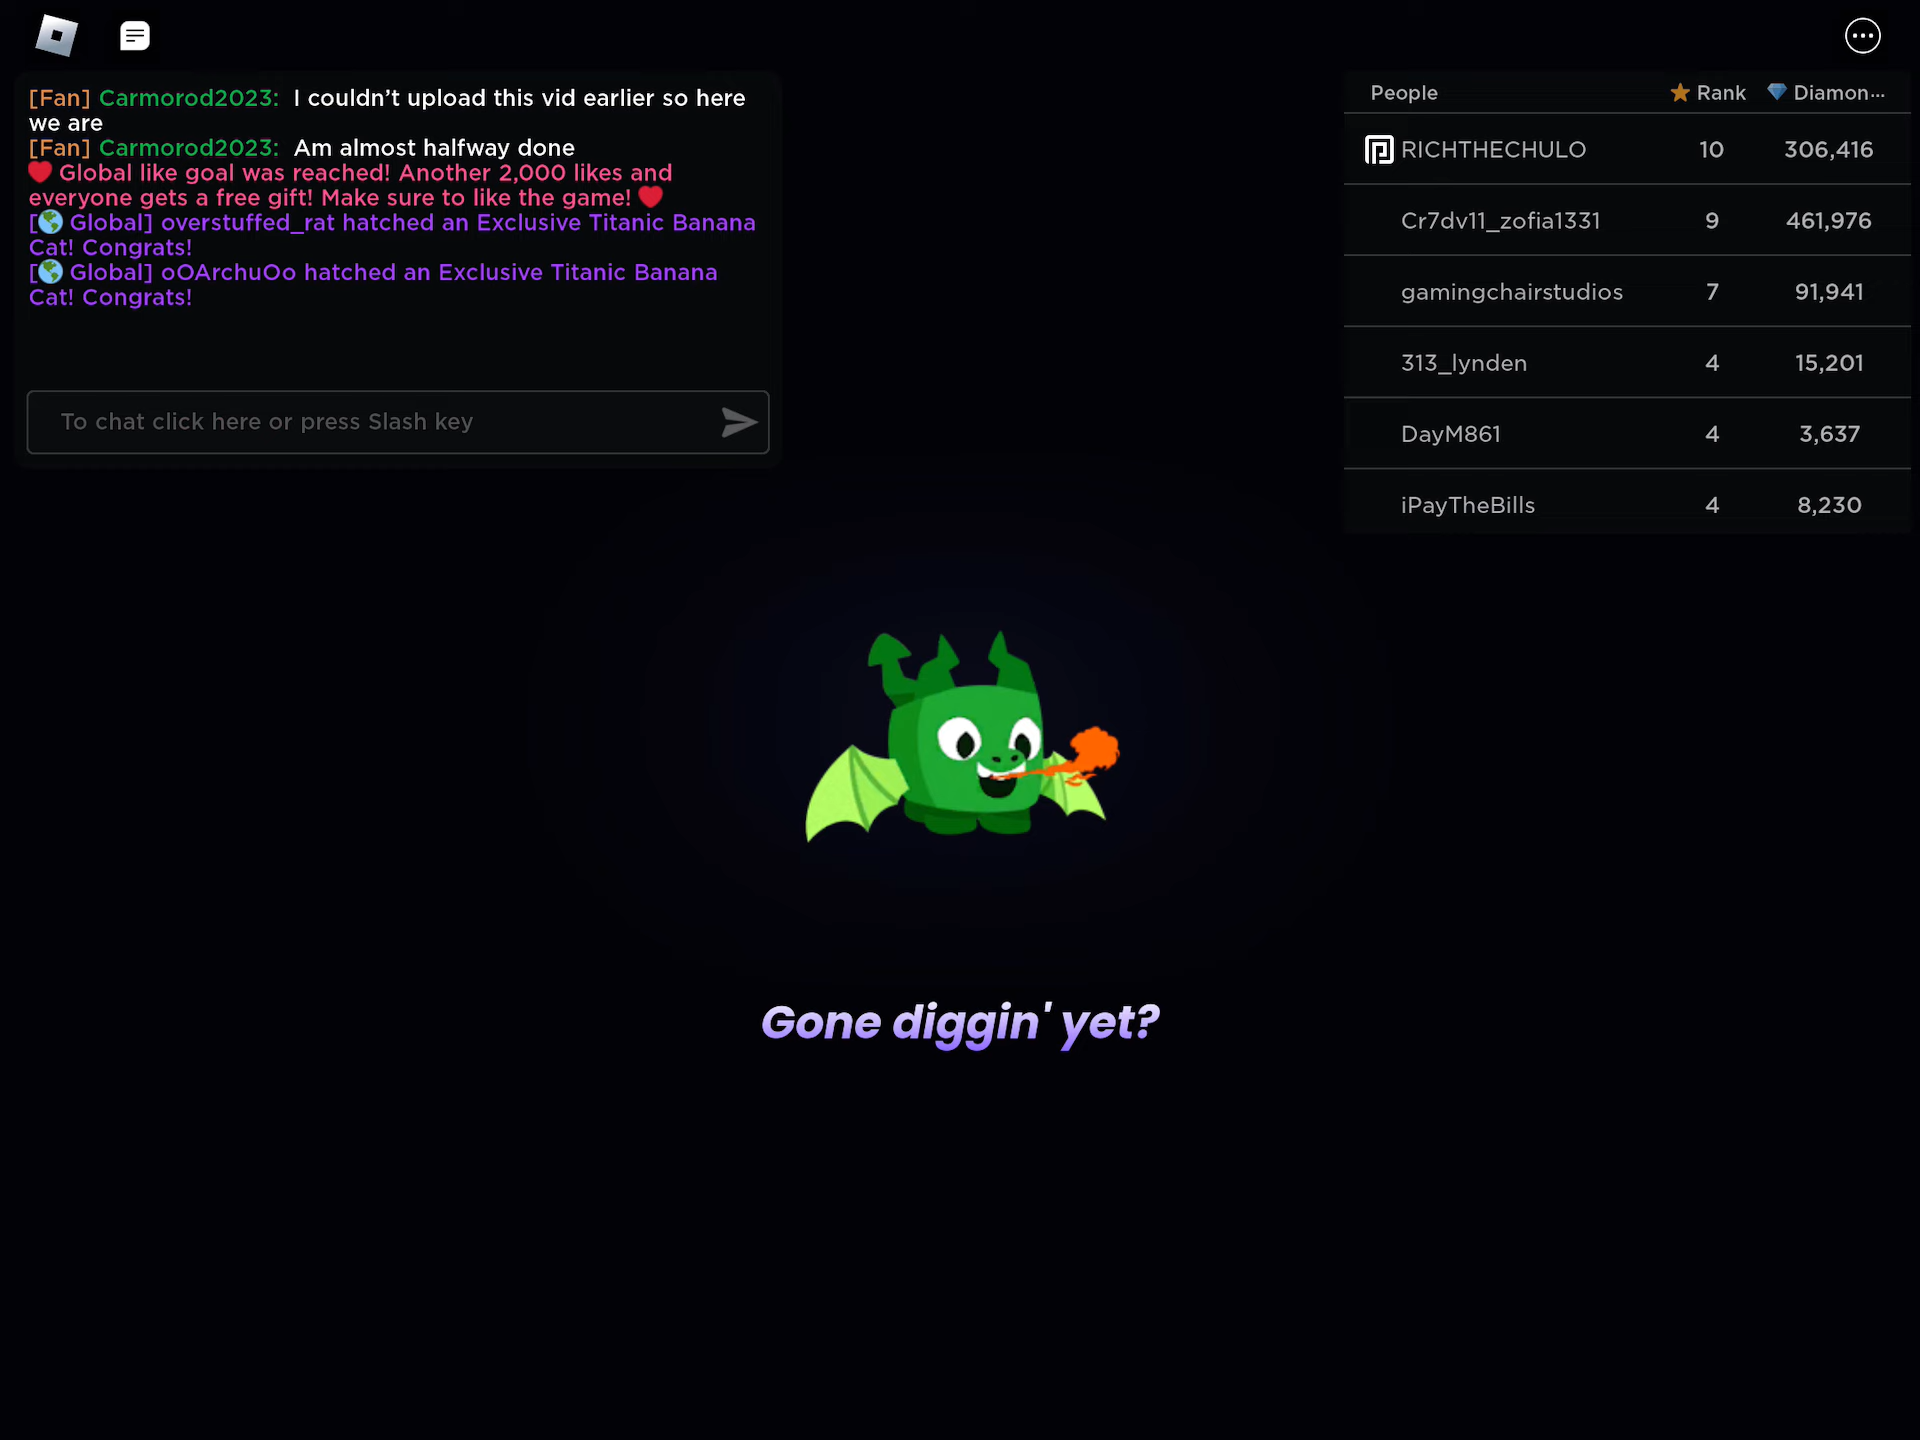 [Fan] Carmorod2023: I couldn't upload this vid earlier so here
we are
[Fan] Carmorod2023: Am almost halfway done
❤️ Global like goal was reached! Another 2,000 likes and
everyone gets a free gift! Make sure to like the game! ❤️
[🌎 Global] overstuffed_rat hatched an Exclusive Titanic Banana
Cat! Congrats!
[🌎 Global] oOArchuOo hatched an Exclusive Titanic Banana
Cat! Congrats!
To chat click here or press Slash key
People ⭐ Rank 💎 Diamon...
RICHTHECHULO 10 306,416
Cr7dv11_zofia1331 9 461,976
gamingchairstudios 7 91,941
313_lynden 4 15,201
DayM861 4 3,637
iPayTheBills 4 8,230
Gone diggin' yet?